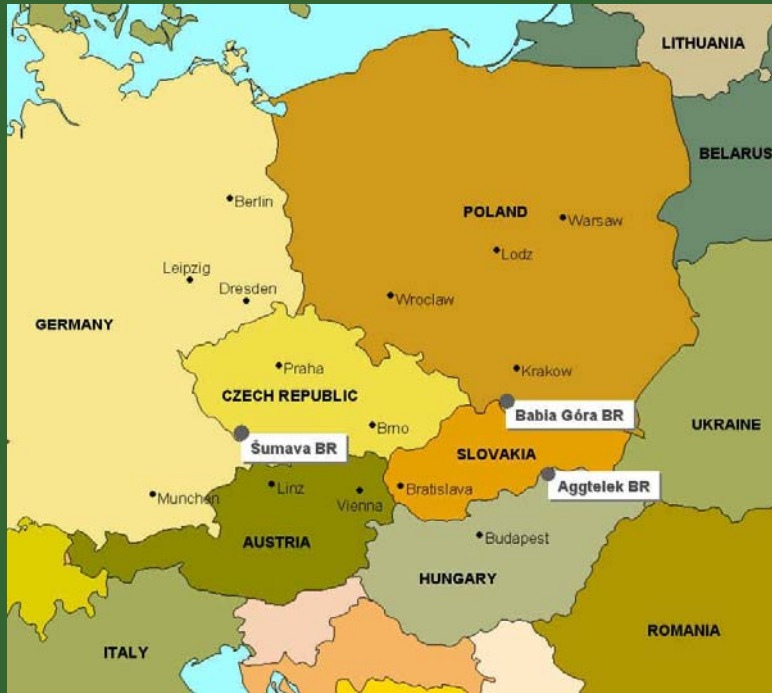 LITHUANIA
BELARUS
Berlin
POLAND
Warsaw
Lodz
Leipzig
Dresden
Wroclaw
GERMANY
Praha
Krakow
CZECH REPUBLIC
Babia Góra BR
UKRAINE
Brno
Šumava BR
SLOVAKIA
Linz
Bratislava
Aggtelek BR
Munchen
Vienna
AUSTRIA
Budapest
HUNGARY
ROMANIA
ITALY